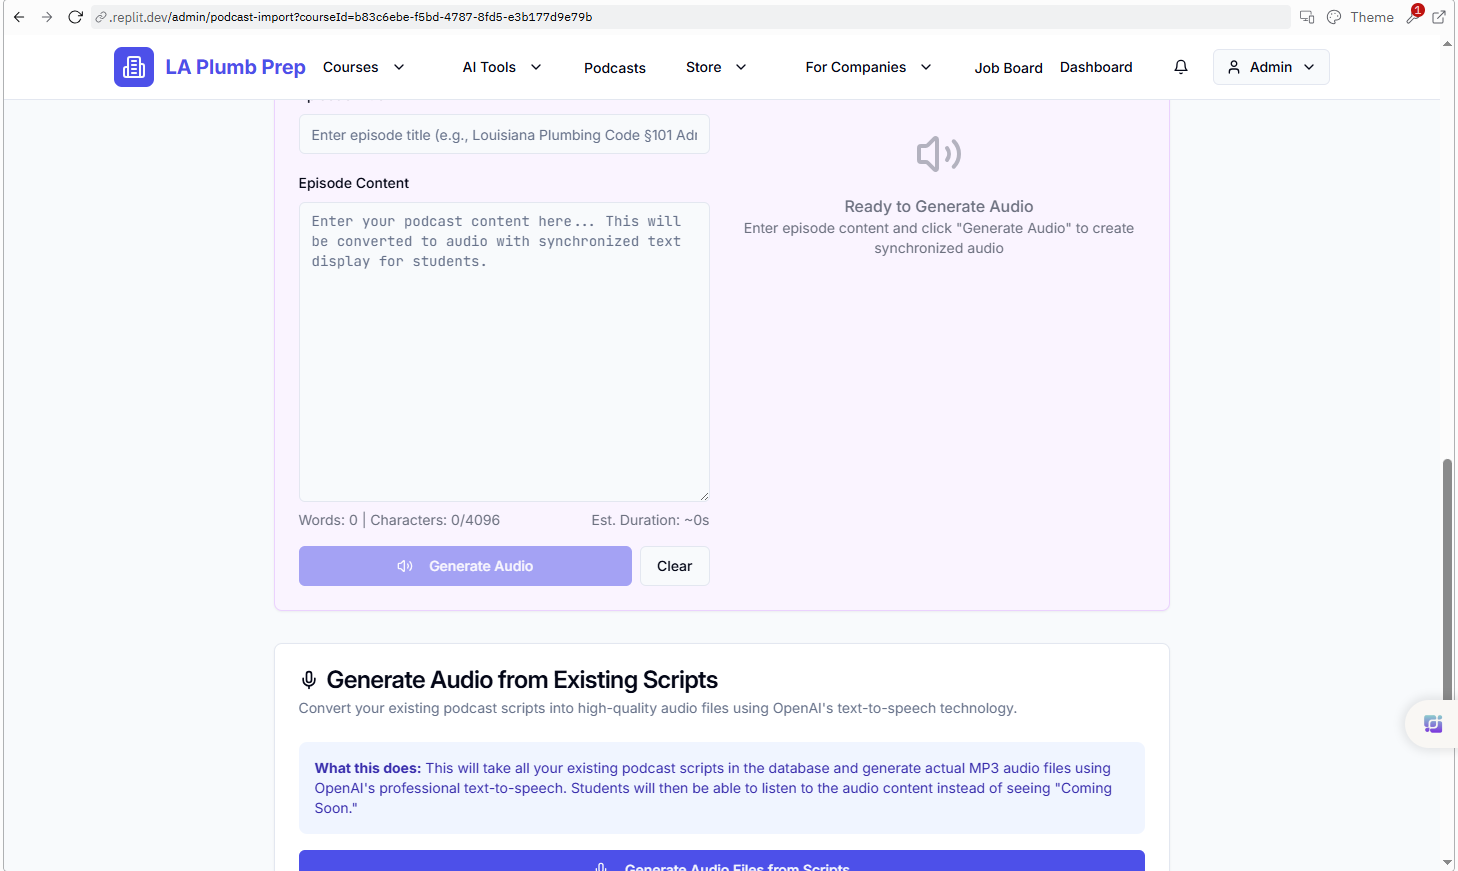 .replit.dev/admin/podcast-import?courseId=b83c6ebe-f5bd-4787-8fd5-e3b177d9e79b
Theme
1
LA Plumb Prep
Courses
AI Tools
Podcasts
Store
For Companies
Job Board
Dashboard
Admin
Enter episode title (e.g., Louisiana Plumbing Code §101 Adı
Episode Content
Enter your podcast content here... This will
be converted to audio with synchronized text
display for students.
Words: 0 | Characters: 0/4096
Est. Duration: ~0s
Generate Audio
Clear
Ready to Generate Audio
Enter episode content and click "Generate Audio" to create
synchronized audio
Generate Audio from Existing Scripts
Convert your existing podcast scripts into high-quality audio files using OpenAI's text-to-speech technology.
What this does: This will take all your existing podcast scripts in the database and generate actual MP3 audio files using
OpenAI's professional text-to-speech. Students will then be able to listen to the audio content instead of seeing "Coming
Soon."
Generate Audio Files from Scripts